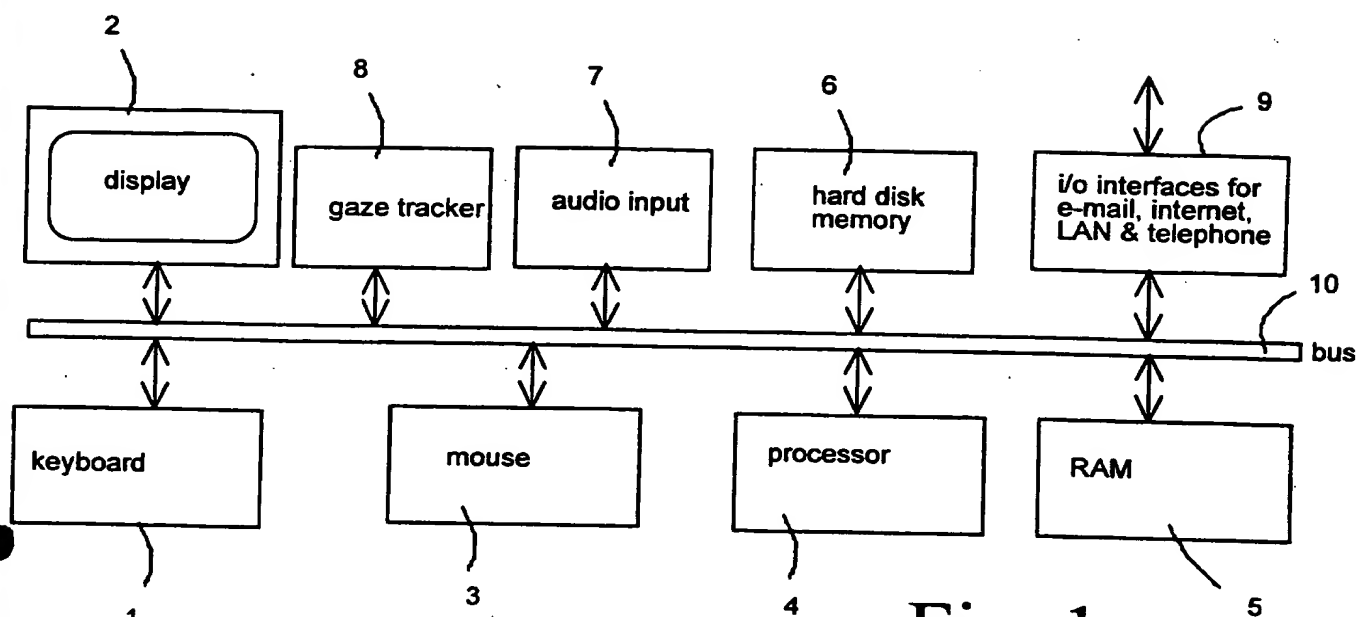 2
8
7
6
9
display
gaze tracker
audio input
hard disk
memory
i/o interfaces for
e-mail, internet,
LAN & telephone
10
bus
keyboard
mouse
processor
RAM
1
3
4
5